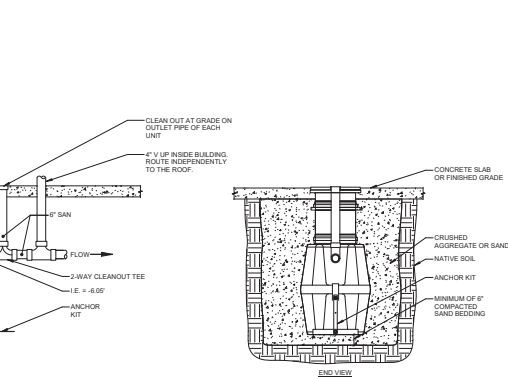 CLEAN OUT AT GRADE ON
OUTLET PIPE OF EACH
UNIT
4" V UP INSIDE BUILDING.
ROUTE INDEPENDENTLY
TO THE ROOF.
6" SAN
FLOW
2-WAY CLEANOUT TEE
I.E. = -6.05'
ANCHOR
KIT
CONCRETE SLAB
OR FINISHED GRADE
CRUSHED
AGGREGATE OR SAND
NATIVE SOIL
ANCHOR KIT
MINIMUM OF 6"
COMPACTED
SAND BEDDING
END VIEW